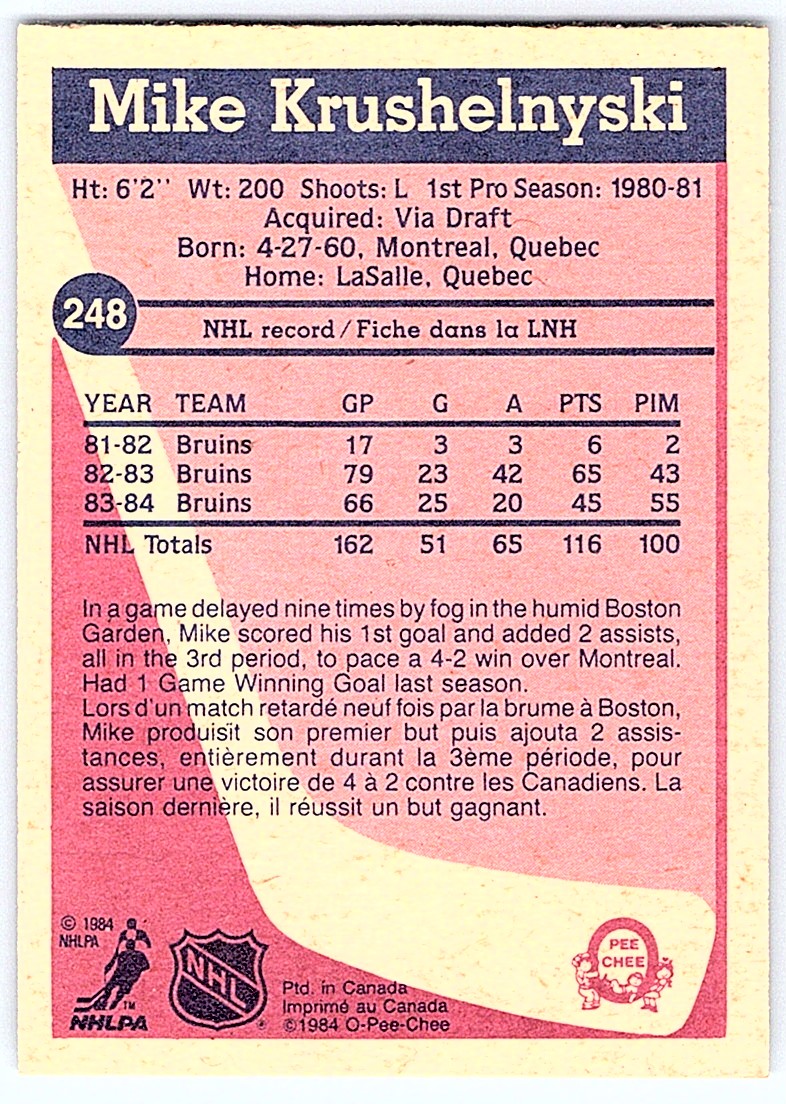 Mike Krushelnyski
Ht: 6'2'' Wt: 200 Shoots: L 1st Pro Season: 1980-81
Acquired: Via Draft
Born: 4-27-60, Montreal, Quebec
Home: LaSalle, Quebec
248
NHL record/Fiche dans la LNH
YEAR TEAM GP G A PTS PIM
81-82 Bruins 17 3 3 6 2
82-83 Bruins 79 23 42 65 43
83-84 Bruins 66 25 20 45 55
NHL Totals 162 51 65 116 100
In a game delayed nine times by fog in the humid Boston
Garden, Mike scored his 1st goal and added 2 assists,
all in the 3rd period, to pace a 4-2 win over Montreal.
Had 1 Game Winning Goal last season.
Lors d'un match retardé neuf fois par la brume à Boston,
Mike produisit son premier but puis ajouta 2 assis-
tances, entièrement durant la 3ème période, pour
assurer une victoire de 4 à 2 contre les Canadiens. La
saison dernière, il réussit un but gagnant.
© 1984
NHLPA
TM
NHLPA
NHL
®
Ptd. in Canada
Imprimé au Canada
©1984 O-Pee-Chee
PEE
CHEE